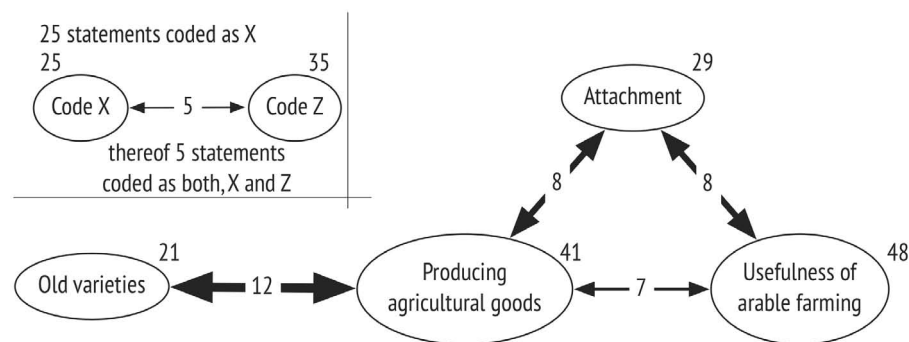 25 statements coded as X
25
35
Code X
5
Code Z
thereof 5 statements
coded as both, X and Z
29
Attachment
8
8
21
Old varieties
12
41
Producing
agricultural goods
7
48
Usefulness of
arable farming